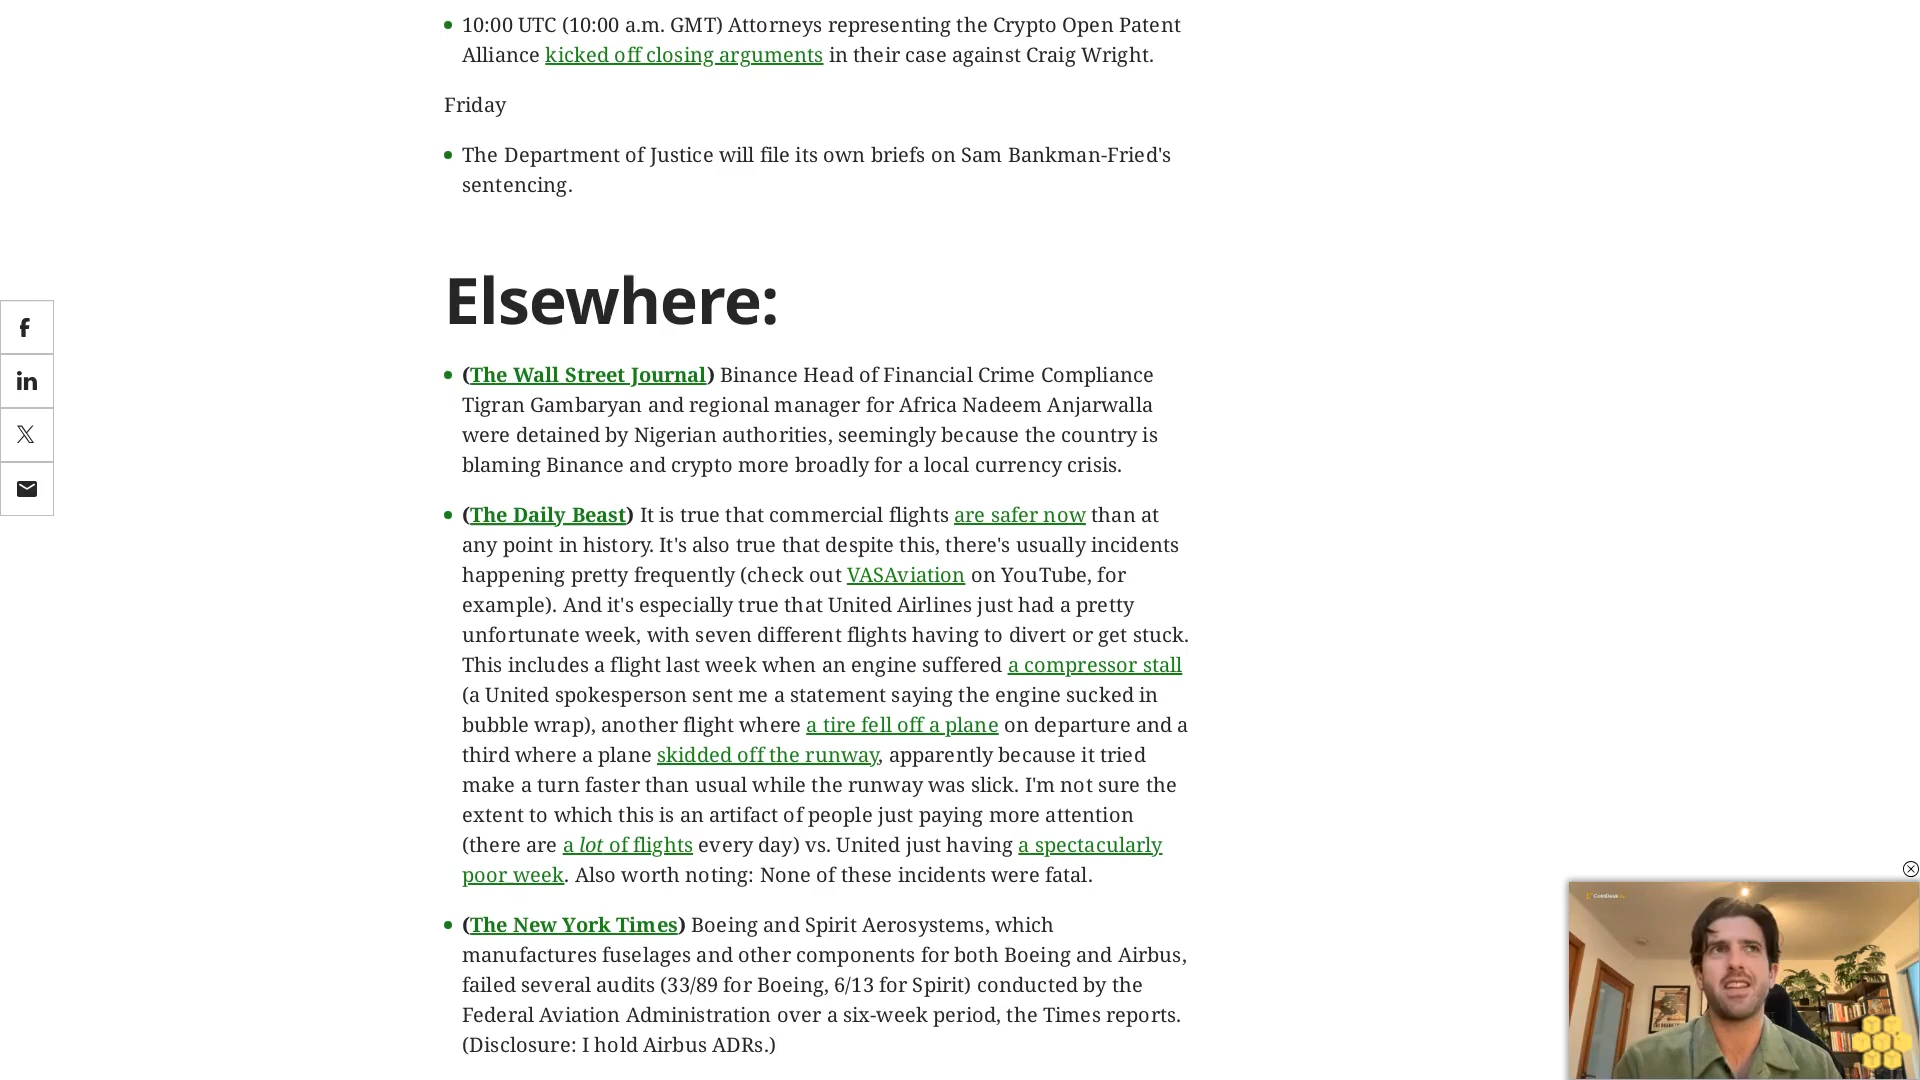 10:00 UTC (10:00 a.m. GMT) Attorneys representing the Crypto Open Patent
Alliance kicked off closing arguments in their case against Craig Wright.
Friday
The Department of Justice will file its own briefs on Sam Bankman-Fried's
sentencing.
Elsewhere:
(The Wall Street Journal) Binance Head of Financial Crime Compliance
Tigran Gambaryan and regional manager for Africa Nadeem Anjarwalla
were detained by Nigerian authorities, seemingly because the country is
blaming Binance and crypto more broadly for a local currency crisis.
(The Daily Beast) It is true that commercial flights are safer now than at
any point in history. It's also true that despite this, there's usually incidents
happening pretty frequently (check out VASAviation on YouTube, for
example). And it's especially true that United Airlines just had a pretty
unfortunate week, with seven different flights having to divert or get stuck.
This includes a flight last week when an engine suffered a compressor stall
(a United spokesperson sent me a statement saying the engine sucked in
bubble wrap), another flight where a tire fell off a plane on departure and a
third where a plane skidded off the runway, apparently because it tried
make a turn faster than usual while the runway was slick. I'm not sure the
extent to which this is an artifact of people just paying more attention
(there are a lot of flights every day) vs. United just having a spectacularly
poor week. Also worth noting: None of these incidents were fatal.
(The New York Times) Boeing and Spirit Aerosystems, which
manufactures fuselages and other components for both Boeing and Airbus,
failed several audits (33/89 for Boeing, 6/13 for Spirit) conducted by the
Federal Aviation Administration over a six-week period, the Times reports.
(Disclosure: I hold Airbus ADRs.)
CoinDesk